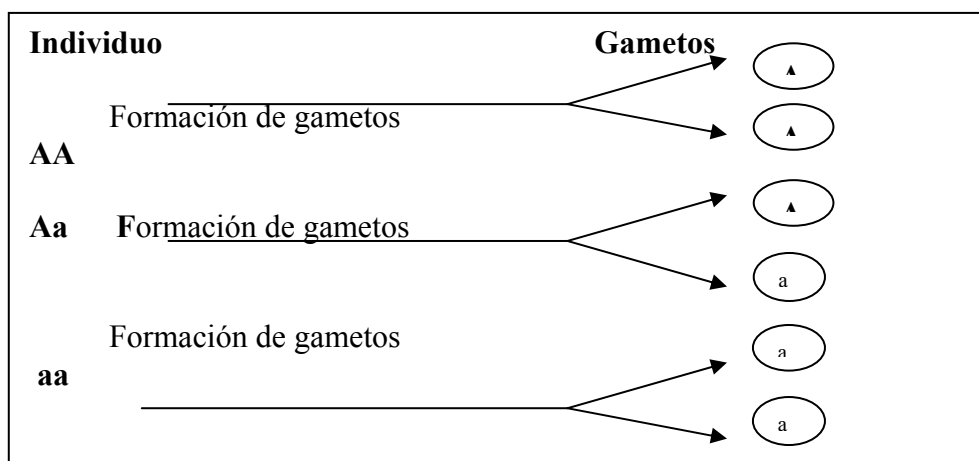 Individuo Gametos
A
Formación de gametos
A
AA
A
Aa Formación de gametos
a
Formación de gametos
a
aa
a